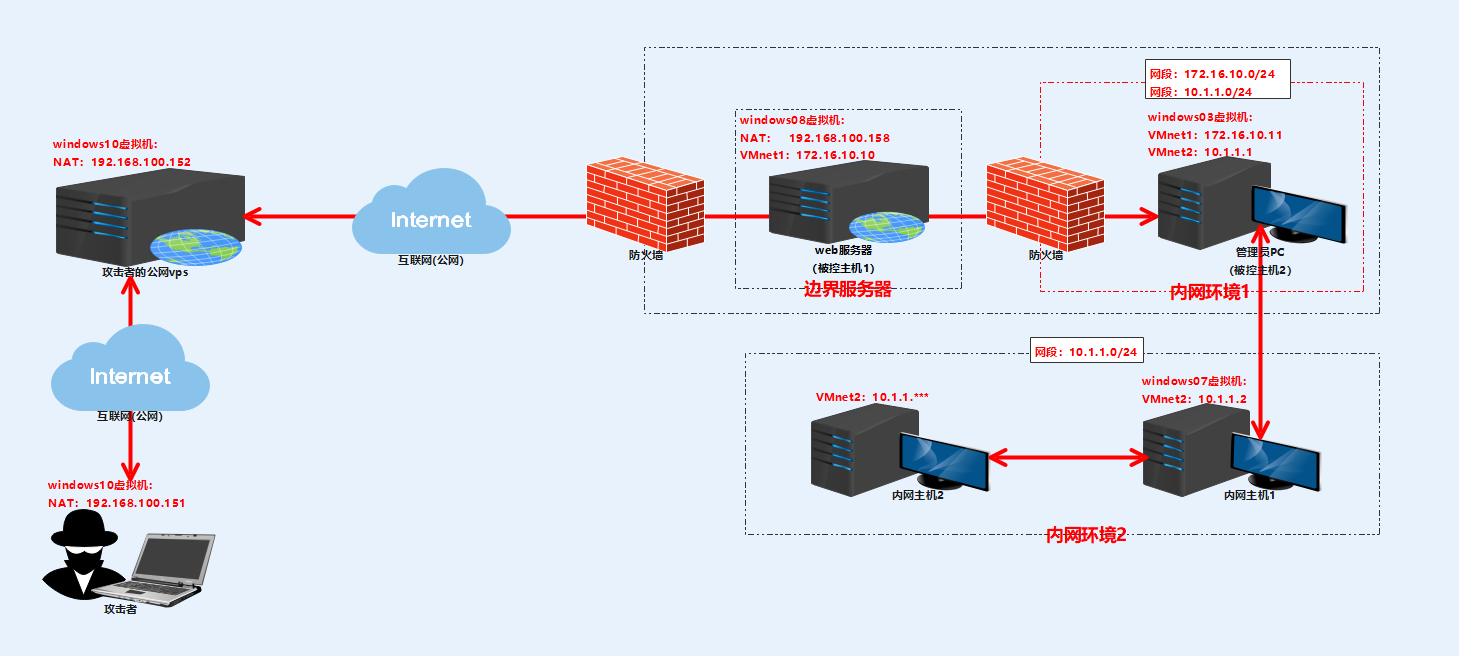 网段：172.16.10.0/24
网段：10.1.1.0/24
windows08虚拟机：
NAT： 192.168.100.158
VMnet1：172.16.10.10
windows03虚拟机：
VMnet1：172.16.10.11
VMnet2：10.1.1.1
windows10虚拟机：
NAT：192.168.100.152
Internet
互联网(公网)
防火墙
web服务器
(被控主机1)
边界服务器
防火墙
管理员PC
(被控主机2)
内网环境1
攻击者的公网vps
Internet
互联网(公网)
网段：10.1.1.0/24
VMnet2：10.1.1.***
windows07虚拟机：
VMnet2：10.1.1.2
内网主机2
内网主机1
内网环境2
windows10虚拟机：
NAT：192.168.100.151
攻击者